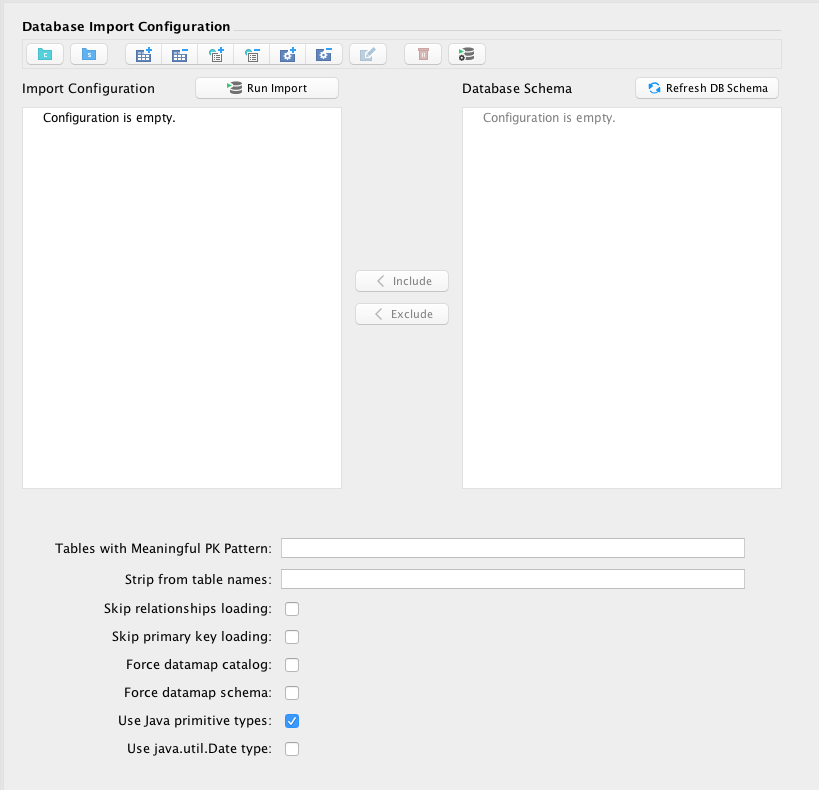 Database Import Configuration
C
S
Import Configuration
Run Import
Database Schema
Refresh DB Schema
Configuration is empty.
Configuration is empty.
Include
Exclude
Tables with Meaningful PK Pattern:
Strip from table names:
Skip relationships loading:
Skip primary key loading:
Force datamap catalog:
Force datamap schema:
Use Java primitive types:
Use java.util.Date type: